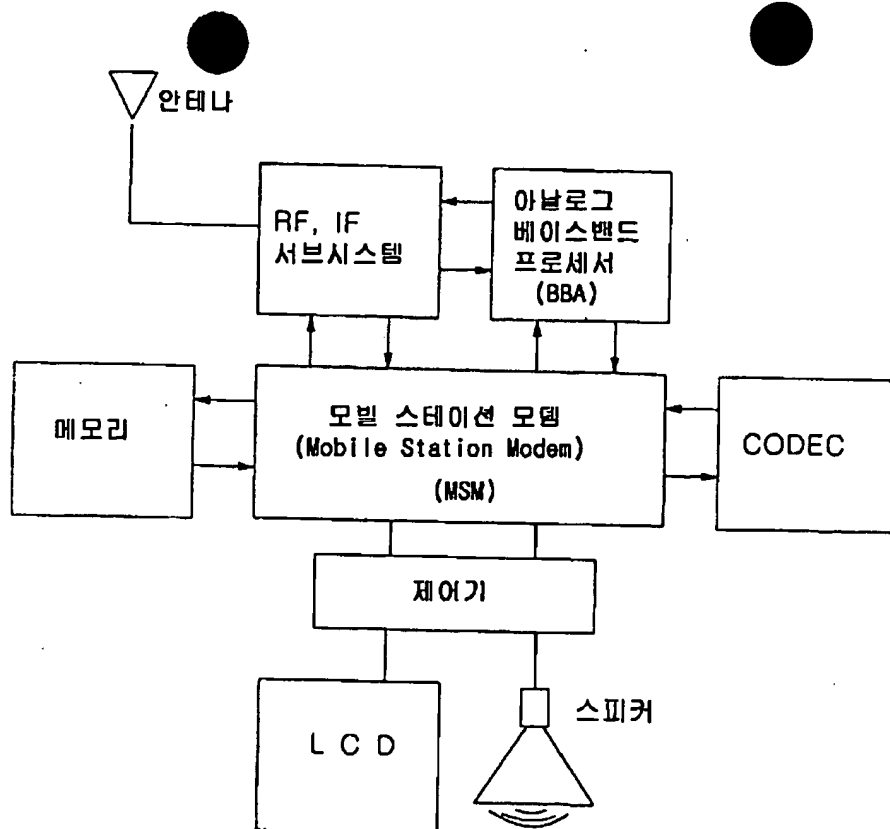 안테나
RF, IF
서브시스템
아날로그
베이스밴드
프로세서
(BBA)
메모리
모빌 스테이션 모뎀
(Mobile Station Modem)
(MSM)
CODEC
제어기
LCD
스피커